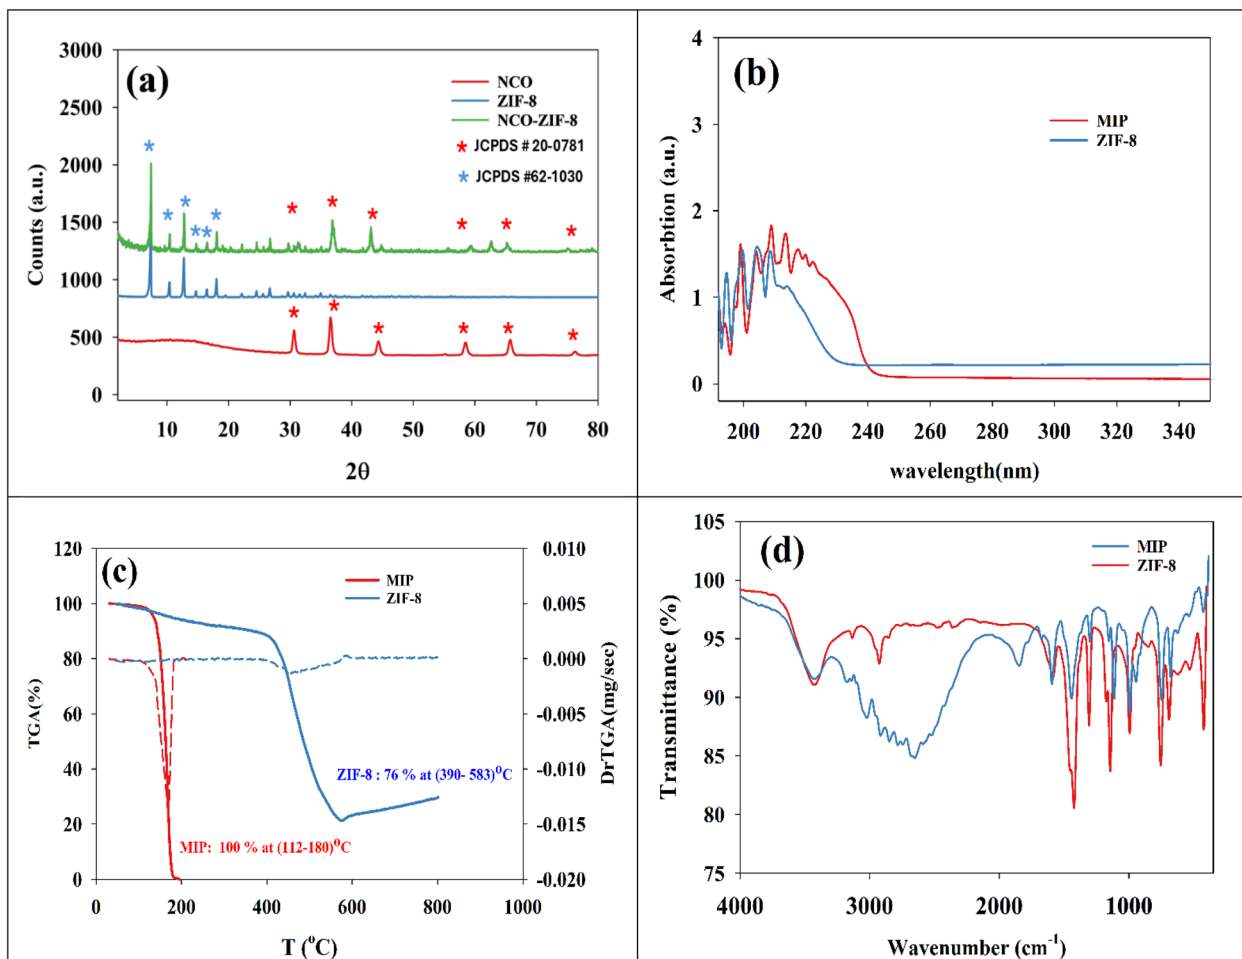 (a)
3000
2500
2000
1500
1000
500
0
Counts (a.u.)
NCO
ZIF-8
NCO-ZIF-8
JCPDS # 20-0781
JCPDS #62-1030
10 20 30 40 50 60 70 80
2θ
(b)
4
3
2
1
0
Absorbtion (a.u.)
MIP
ZIF-8
200 220 240 260 280 300 320 340
wavelength(nm)
(c)
120
100
80
60
40
20
0
TGA(%)
MIP
ZIF-8
0.010
0.005
0.000
-0.005
-0.010
-0.015
-0.020
DrTGA(mg/sec)
ZIF-8 : 76 % at (390- 583)⁰C
MIP: 100 % at (112-180)⁰C
0 200 400 600 800 1000
T (⁰C)
(d)
105
100
95
90
85
80
75
Transmittance (%)
MIP
ZIF-8
4000 3000 2000 1000
Wavenumber (cm⁻¹)